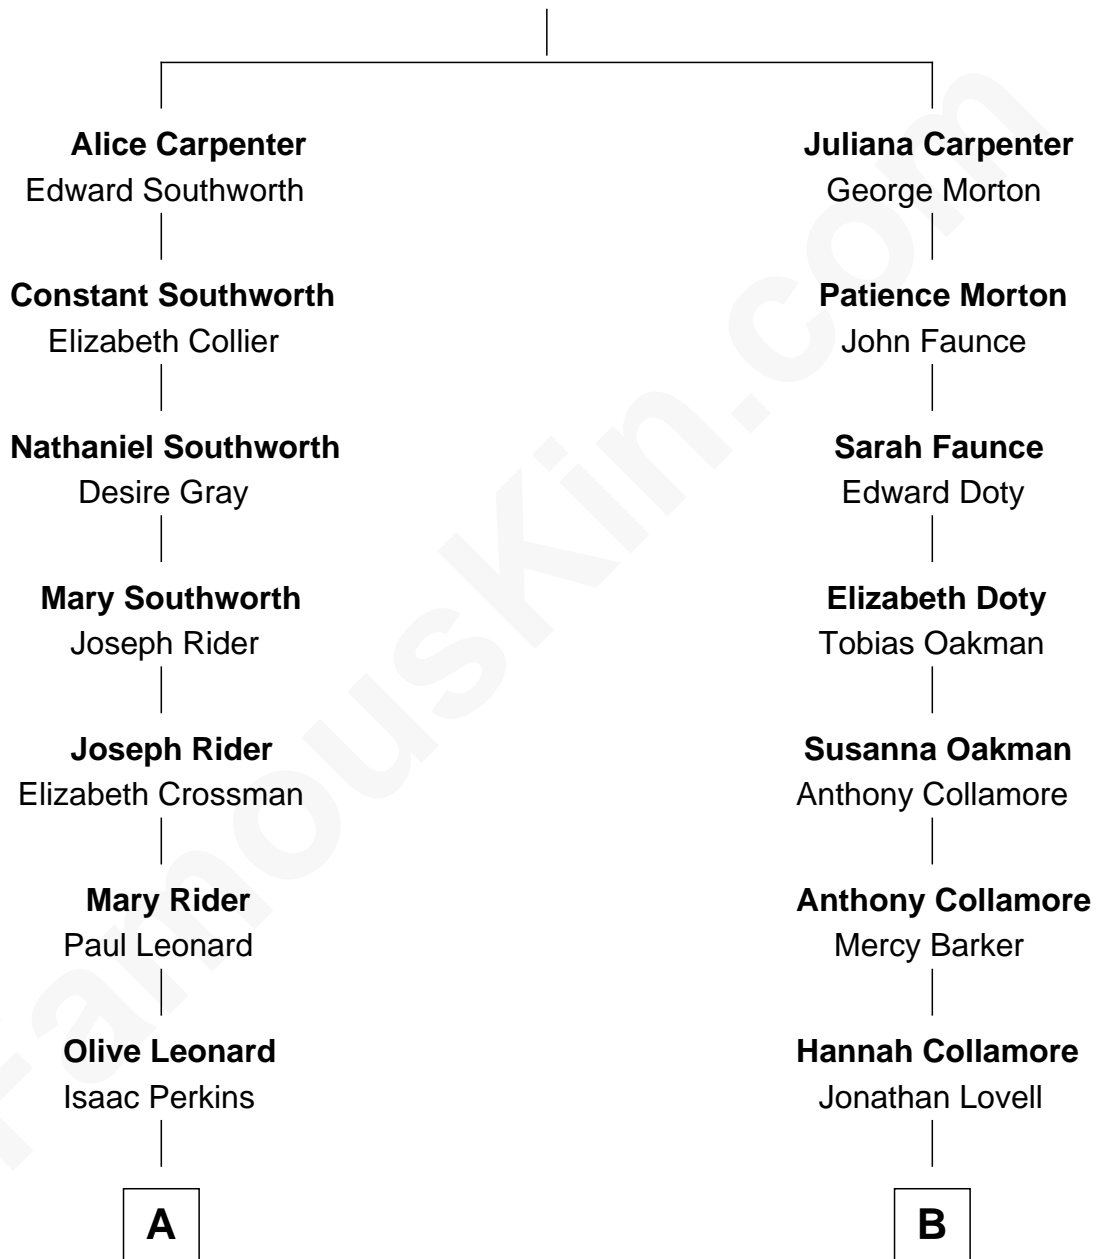 Alice Carpenter
Edward Southworth
Constant Southworth
Elizabeth Collier
Nathaniel Southworth
Desire Gray
Mary Southworth
Joseph Rider
Joseph Rider
Elizabeth Crossman
Mary Rider
Paul Leonard
Olive Leonard
Isaac Perkins
A
Juliana Carpenter
George Morton
Patience Morton
John Faunce
Sarah Faunce
Edward Doty
Elizabeth Doty
Tobias Oakman
Susanna Oakman
Anthony Collamore
Anthony Collamore
Mercy Barker
Hannah Collamore
Jonathan Lovell
B
FamousKin.com